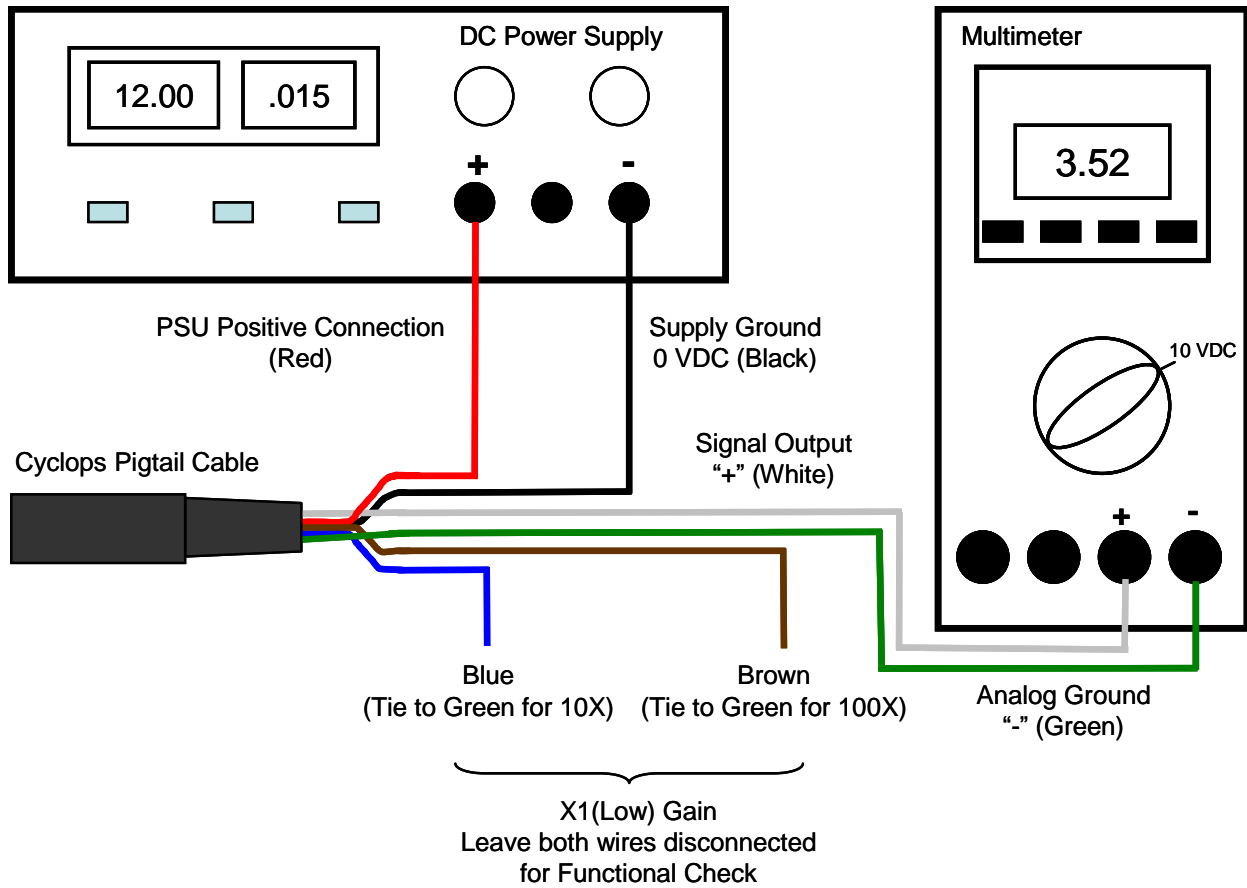 DC Power Supply
12.00
.015
+
-
Multimeter
3.52
10 VDC
+
-
PSU Positive Connection
(Red)
Supply Ground
0 VDC (Black)
Cyclops Pigtail Cable
Signal Output
“+” (White)
Blue
(Tie to Green for 10X)
Brown
(Tie to Green for 100X)
Analog Ground
“-” (Green)
X1(Low) Gain
Leave both wires disconnected
for Functional Check